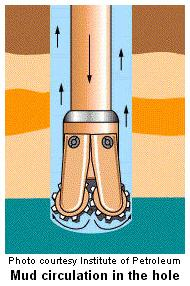 Photo courtesy Institute of Petroleum
Mud circulation in the hole